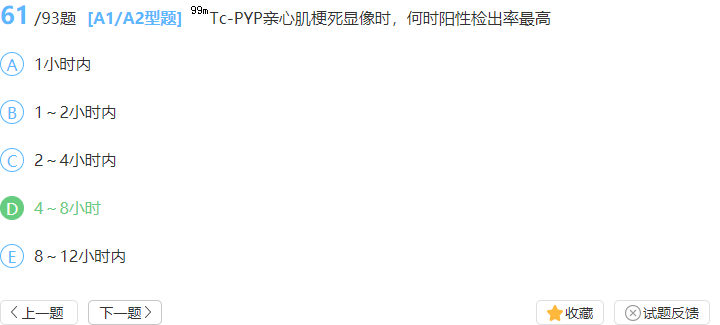 61 /93题 [A1/A2型题] ⁹⁹ᵐTc-PYP亲心肌梗死显像时，何时阳性检出率最高
A 1小时内
B 1～2小时内
C 2～4小时内
D 4～8小时
E 8～12小时内
上一题 下一题 收藏 试题反馈